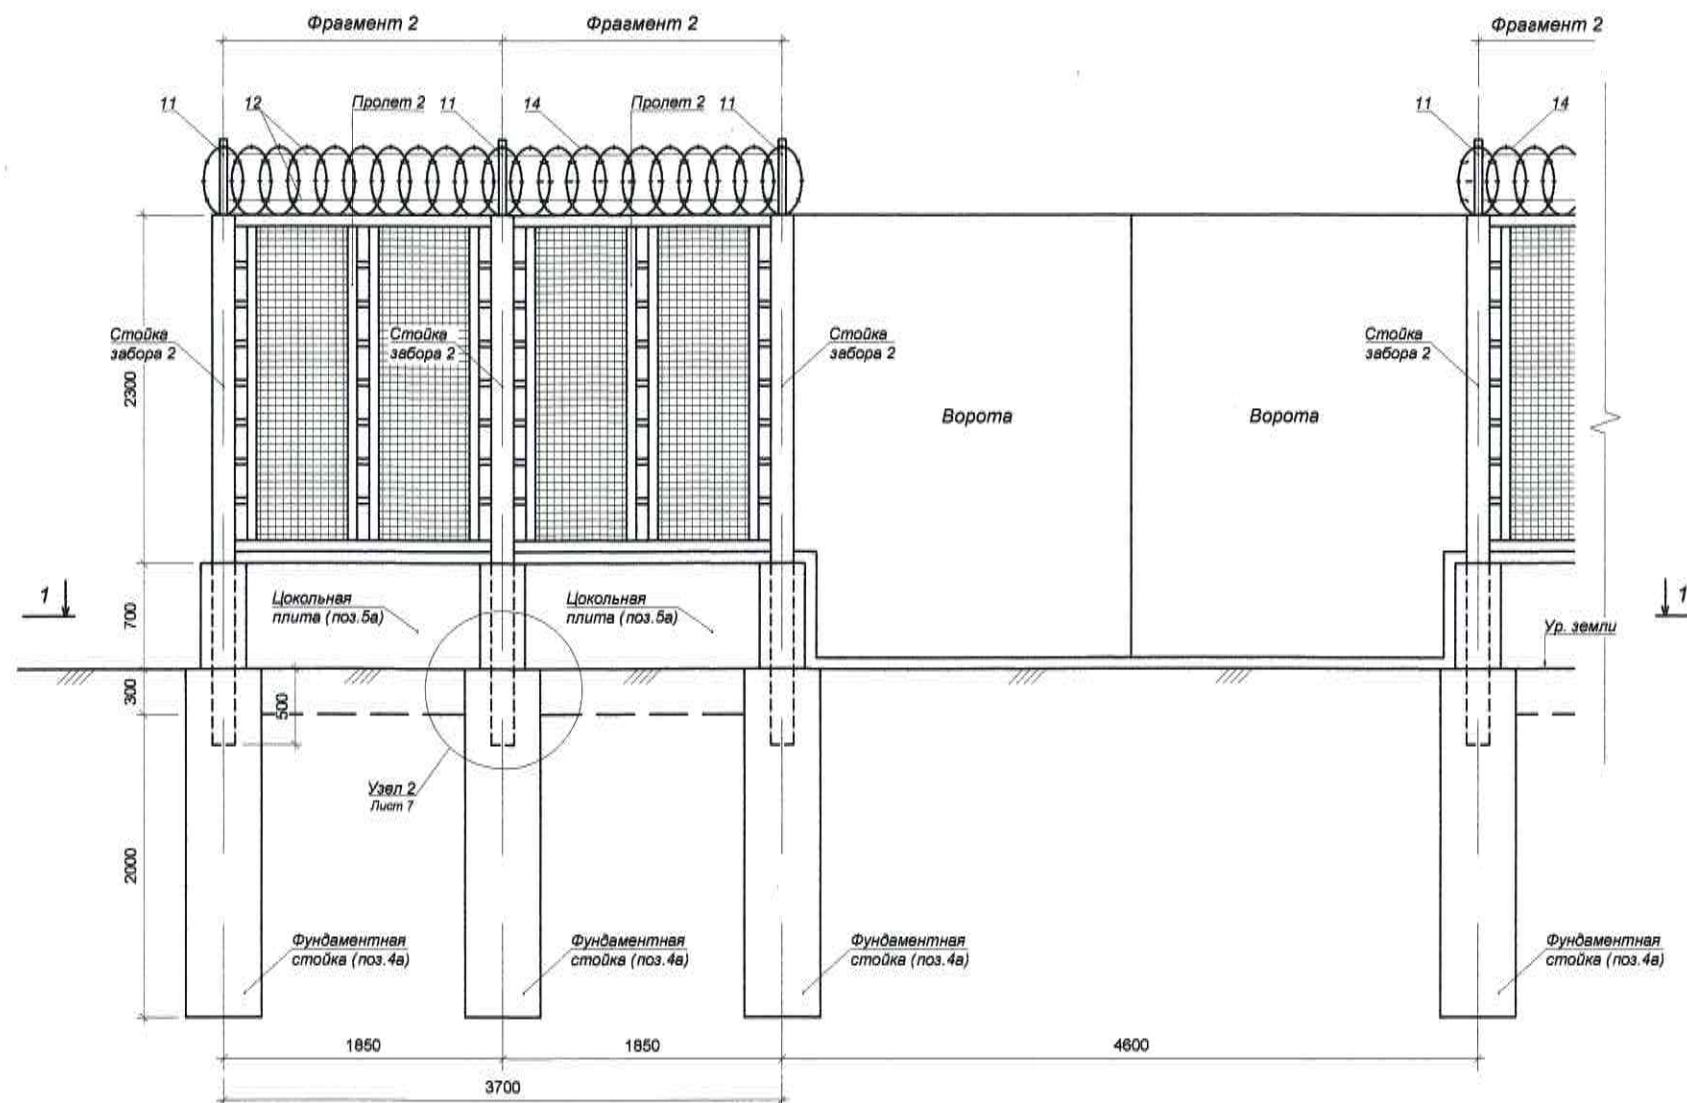 Фрагмент 2
Фрагмент 2
Фрагмент 2
11
12
Пролет 2
11
14
Пролет 2
11
11
14
Стойка
забора 2
Стойка
забора 2
Стойка
забора 2
Стойка
забора 2
2300
Ворота
Ворота
1
Цокольная
плита (поз.5а)
Цокольная
плита (поз.5а)
1
700
Ур. земли
300
500
Узел 2
Лист 7
2000
Фундаментная
стойка (поз.4а)
Фундаментная
стойка (поз.4а)
Фундаментная
стойка (поз.4а)
Фундаментная
стойка (поз.4а)
1850
1850
4600
3700